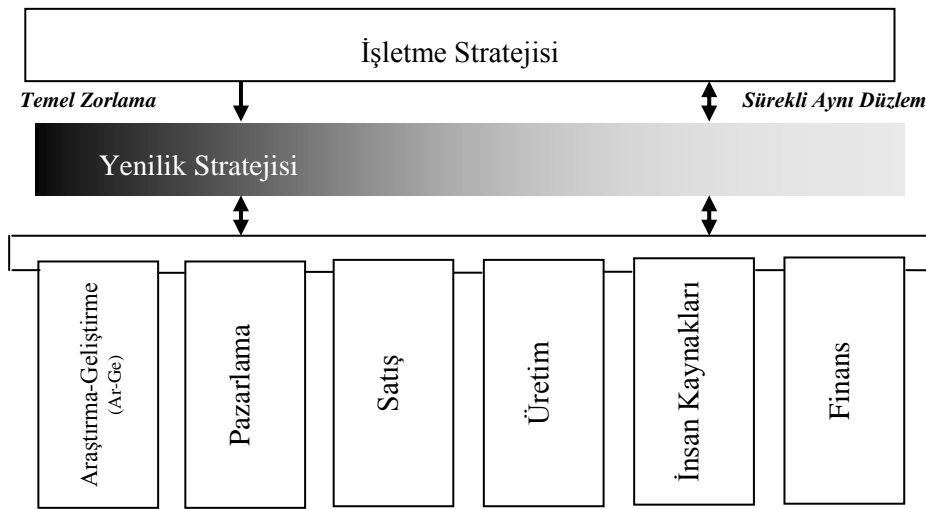 İşletme Stratejisi
Temel Zorlama
Sürekli Aynı Düzlem
Yenilik Stratejisi
Araştırma-Geliştirme
(Ar-Ge)
Pazarlama
Satış
Üretim
İnsan Kaynakları
Finans